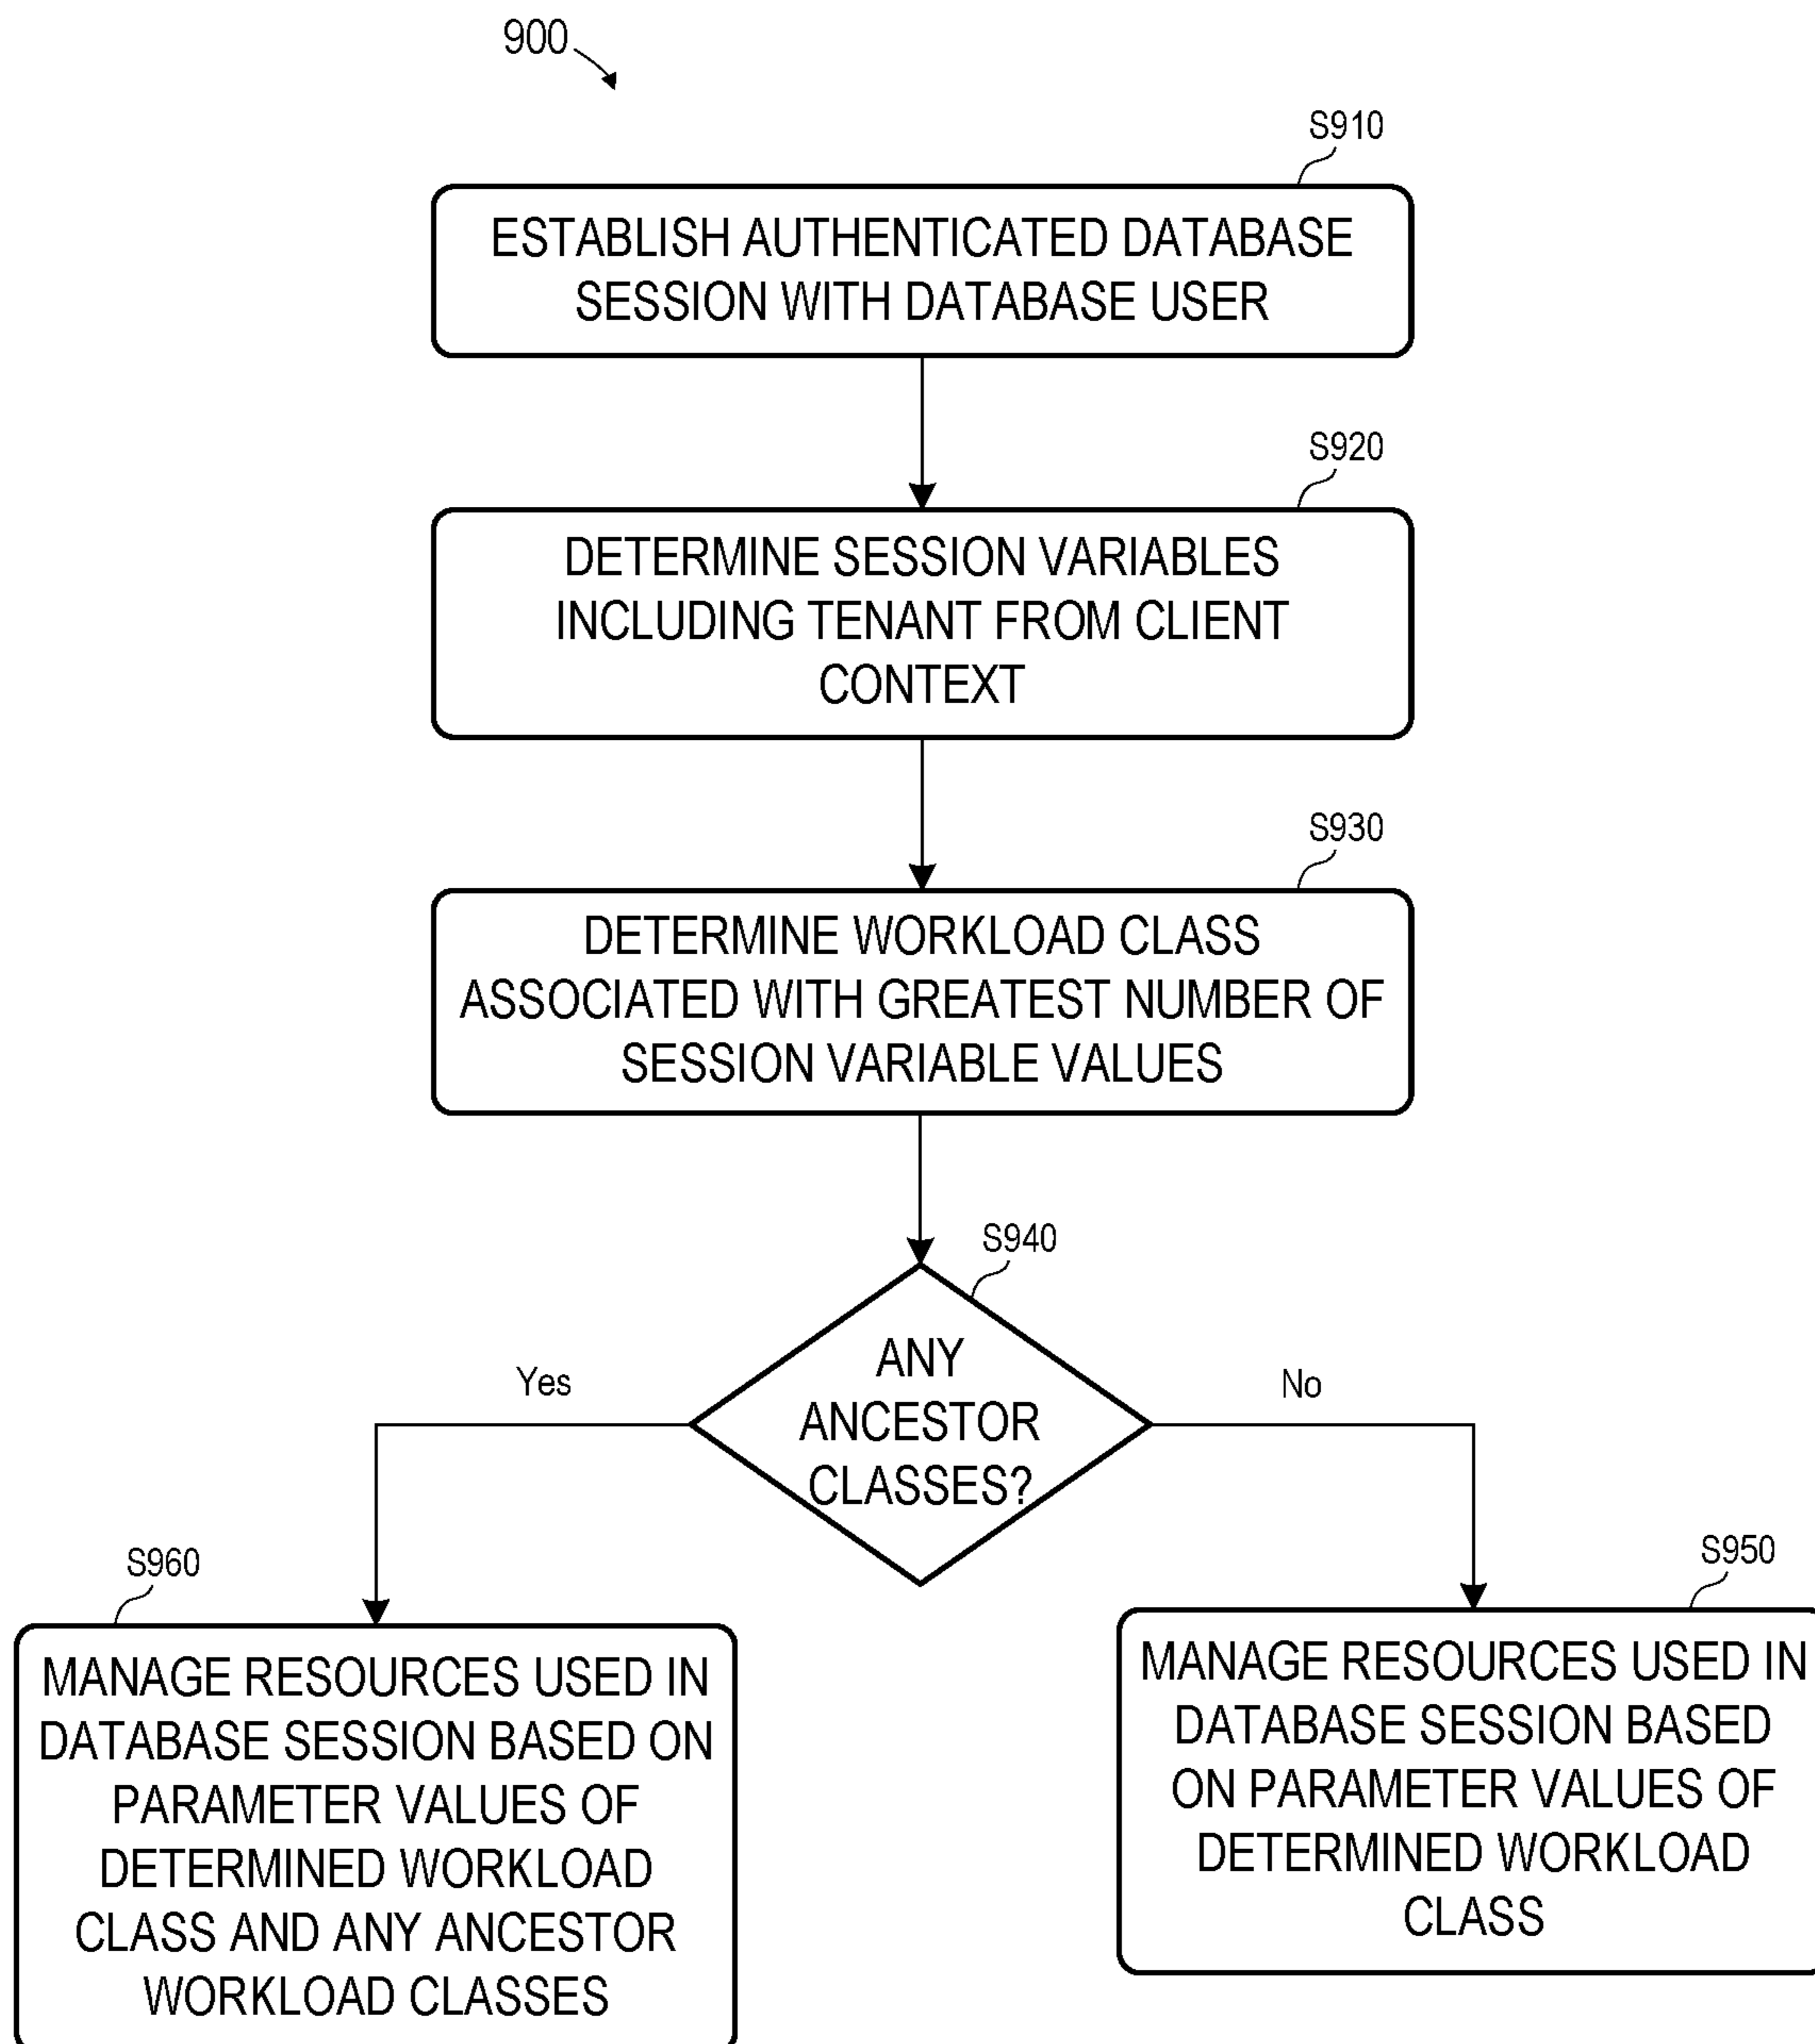 900
S910
ESTABLISH AUTHENTICATED DATABASE
SESSION WITH DATABASE USER
S920
DETERMINE SESSION VARIABLES
INCLUDING TENANT FROM CLIENT
CONTEXT
S930
DETERMINE WORKLOAD CLASS
ASSOCIATED WITH GREATEST NUMBER OF
SESSION VARIABLE VALUES
S940
ANY
ANCESTOR
CLASSES?
Yes
No
S960
MANAGE RESOURCES USED IN
DATABASE SESSION BASED ON
PARAMETER VALUES OF
DETERMINED WORKLOAD
CLASS AND ANY ANCESTOR
WORKLOAD CLASSES
S950
MANAGE RESOURCES USED IN
DATABASE SESSION BASED
ON PARAMETER VALUES OF
DETERMINED WORKLOAD
CLASS